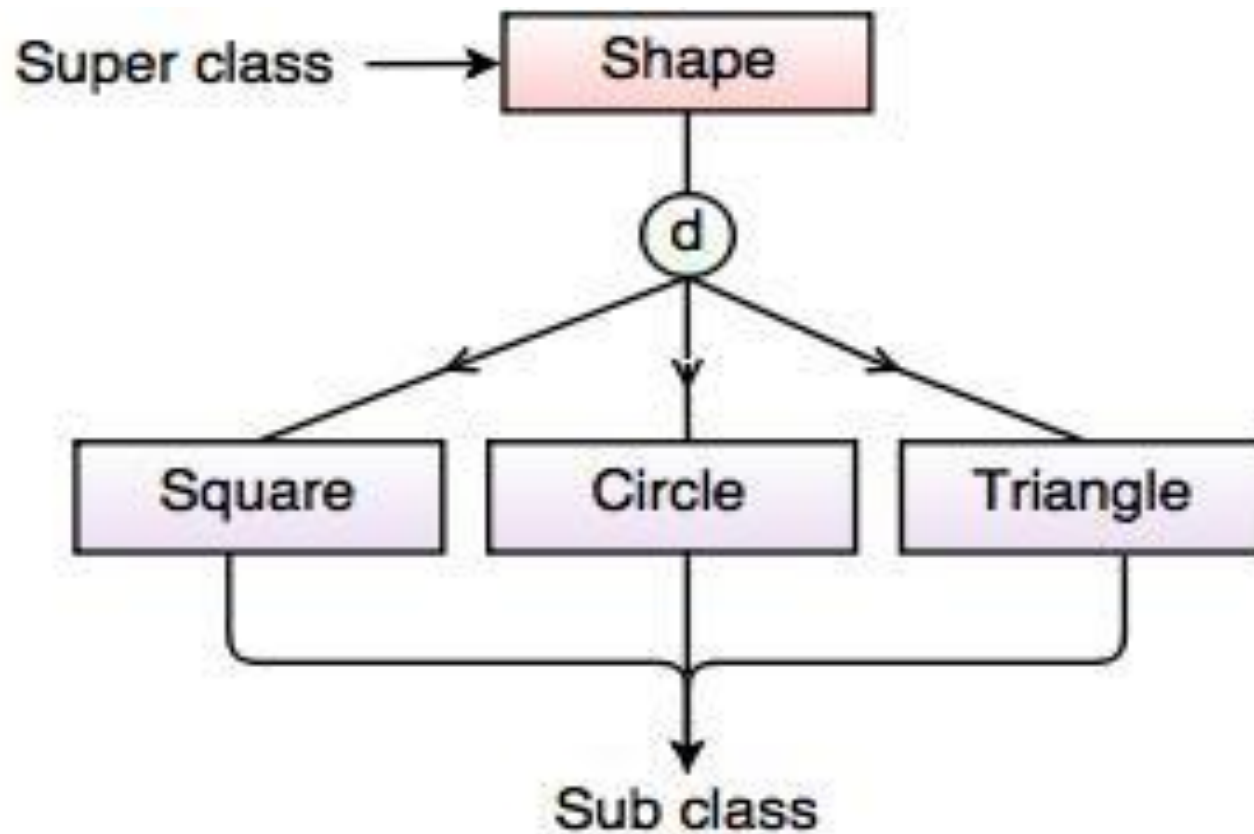 Super class
Shape
d
Square
Circle
Triangle
Sub class